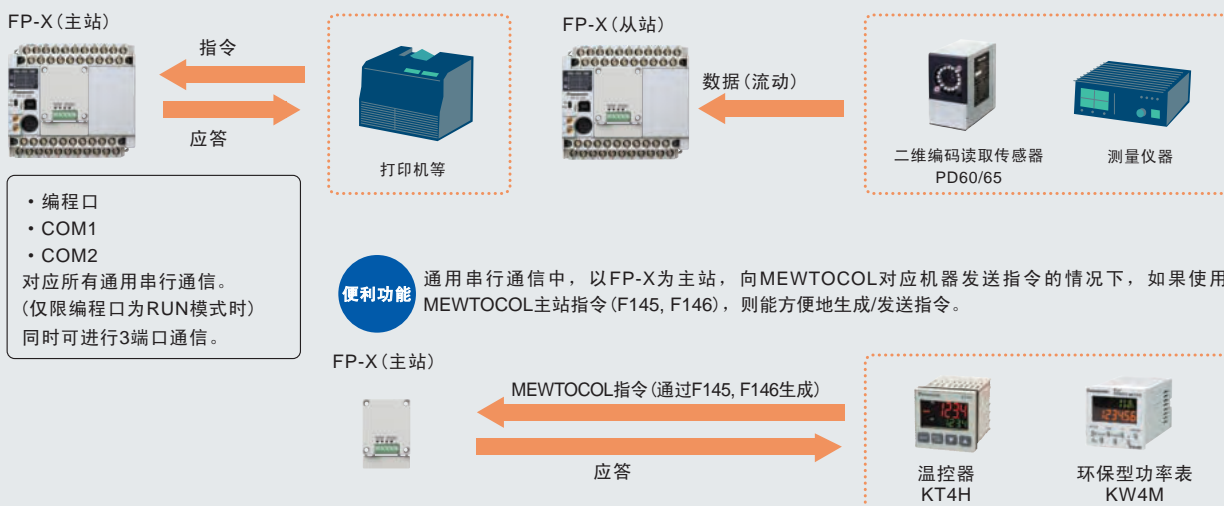 FP-X（主站）
指令
应答
打印机等
FP-X（从站）
数据（流动）
二维编码读取传感器
PD60/65
测量仪器
・编程口
・COM1
・COM2
对应所有通用串行通信。
（仅限编程口为RUN模式时）
同时可进行3端口通信。
便利功能
通用串行通信中，以FP-X为主站，向MEWTOCOL对应机器发送指令的情况下，如果使用
MEWTOCOL主站指令（F145, F146），则能方便地生成/发送指令。
FP-X（主站）
MEWTOCOL指令（通过F145, F146生成）
应答
温控器
KT4H
环保型功率表
KW4M